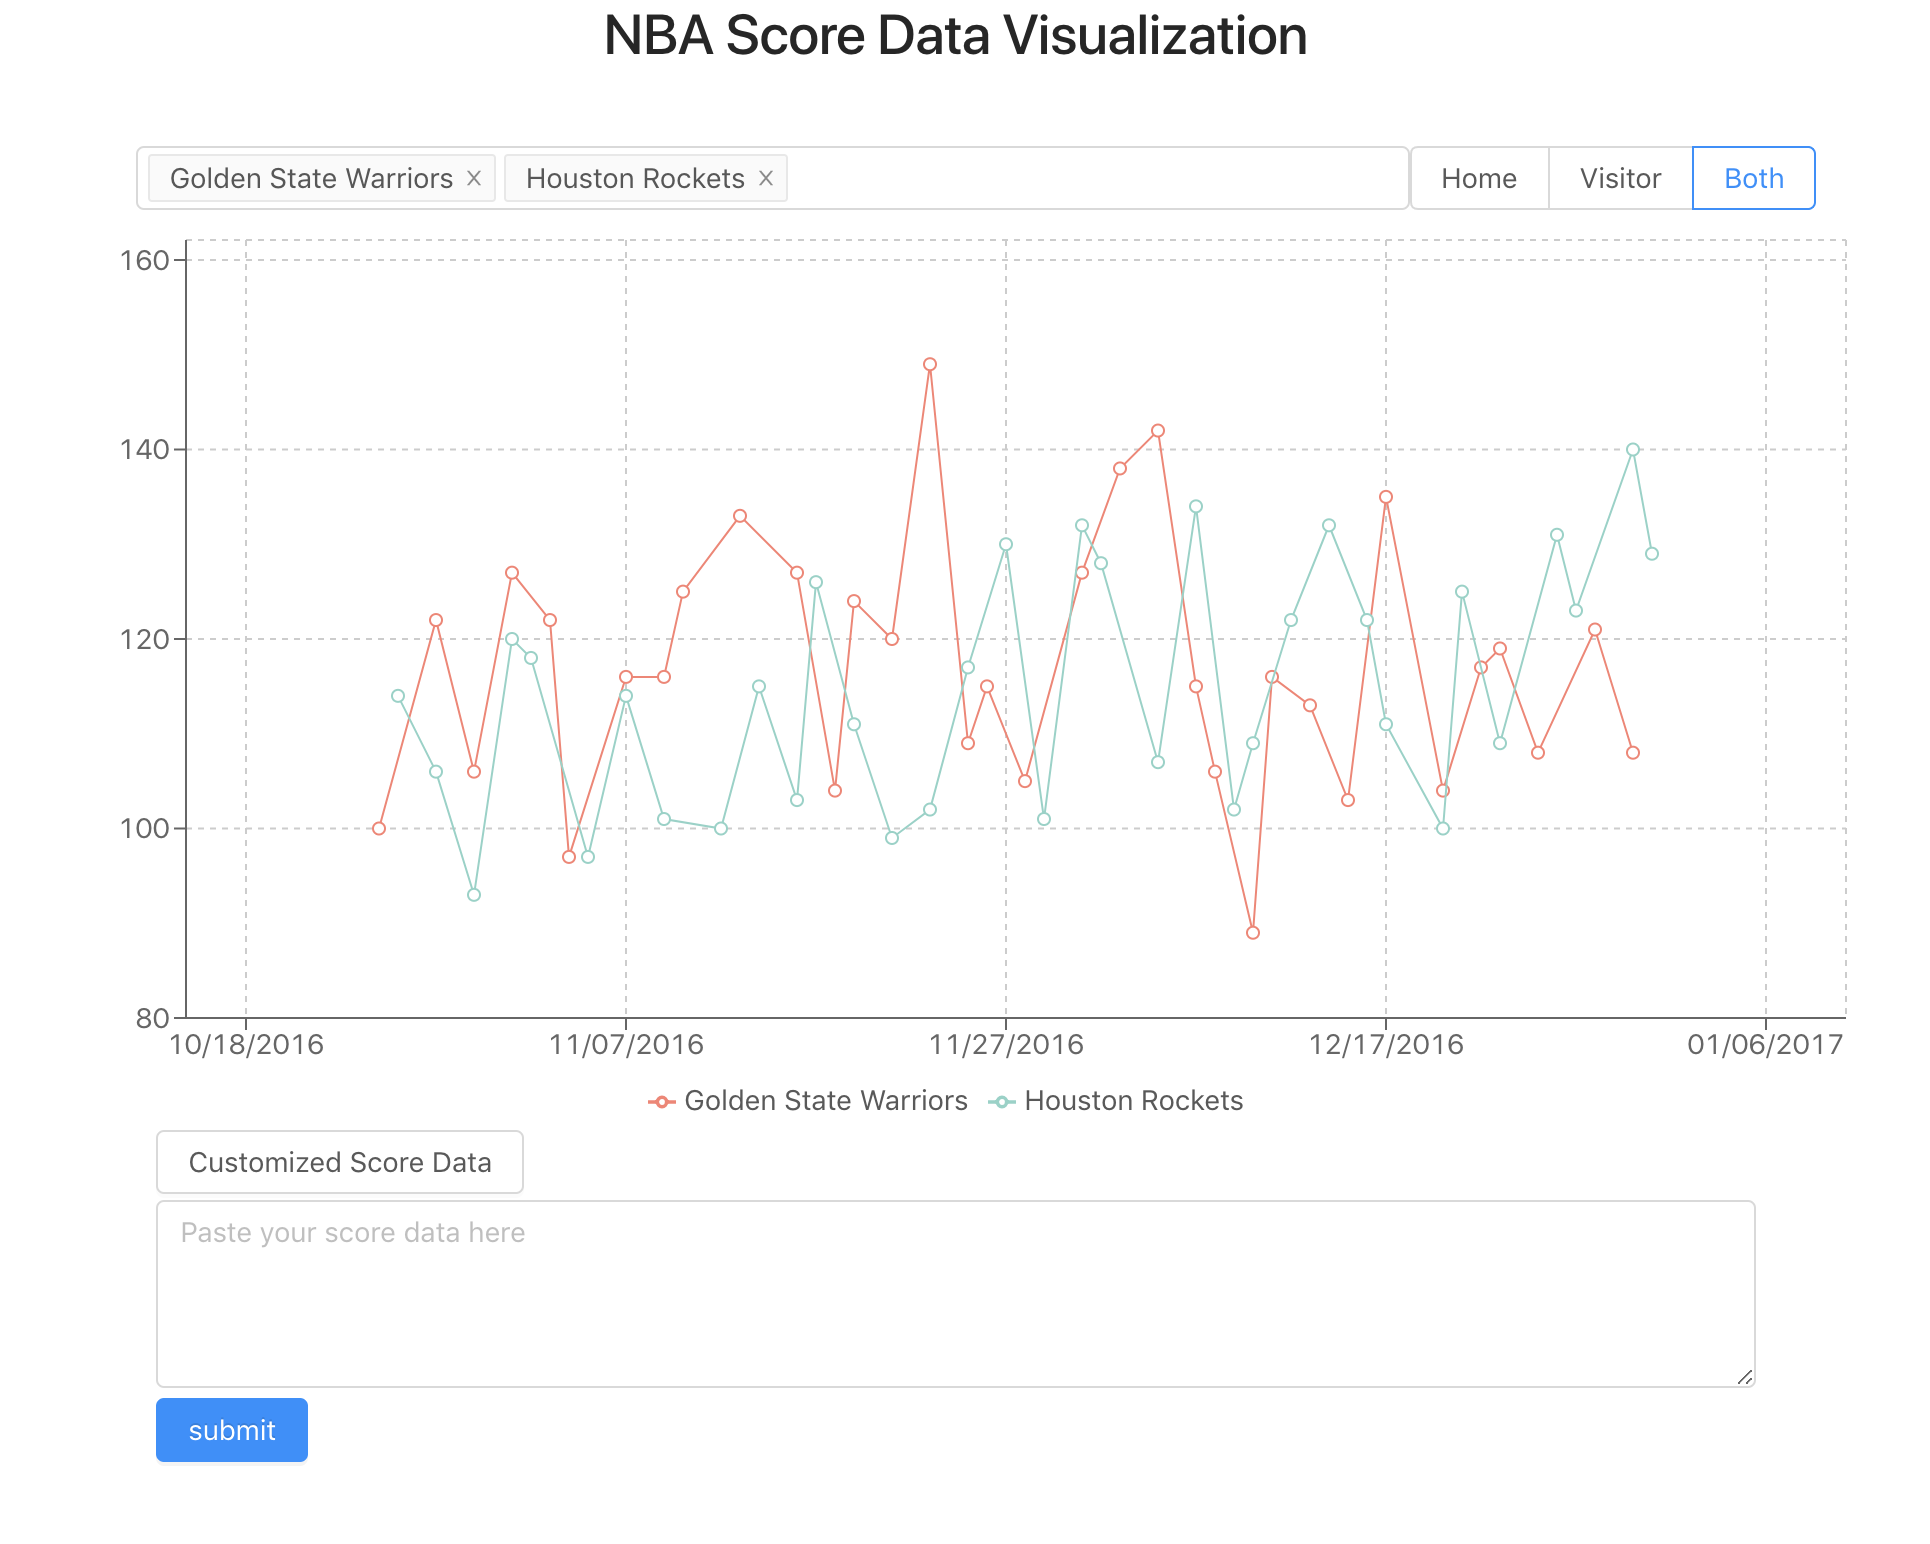 NBA Score Data Visualization
Golden State Warriors X Houston Rockets X Home Visitor Both
160
140
120
100
80
10/18/2016 11/07/2016 11/27/2016 12/17/2016 01/06/2017
Golden State Warriors Houston Rockets
Customized Score Data
Paste your score data here
submit